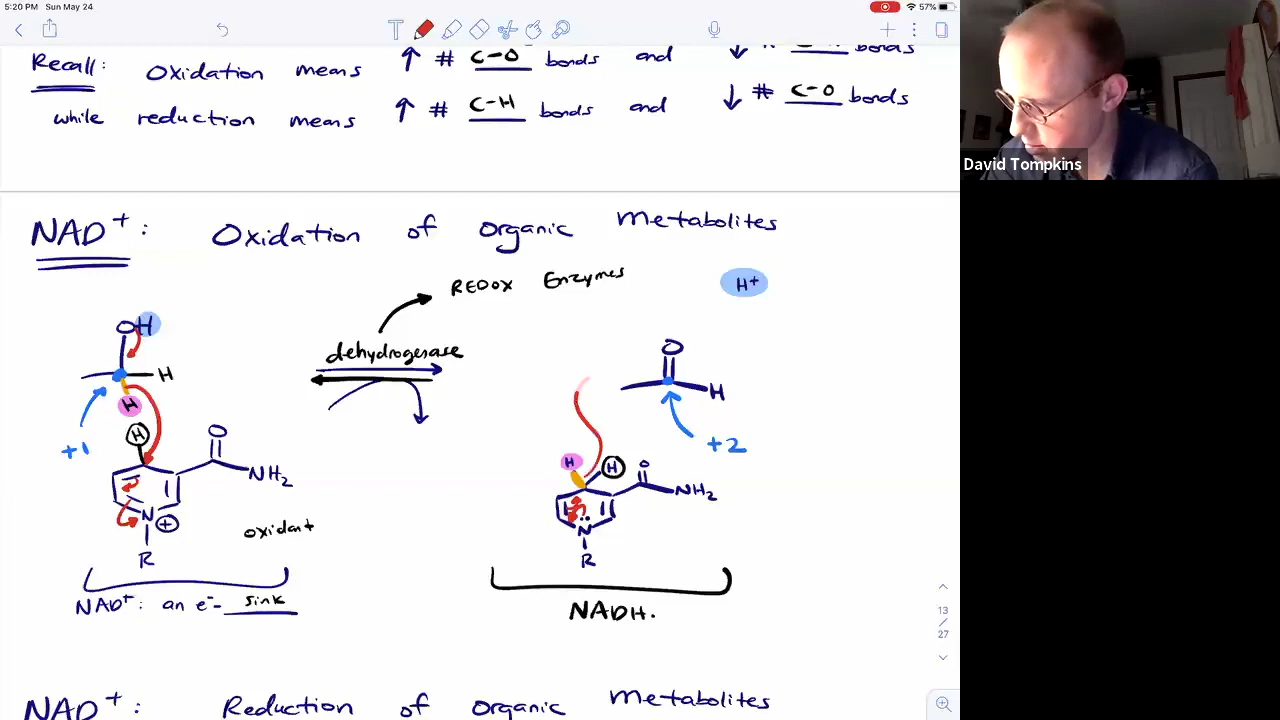 5:20 PM Sun May 24
57%
Recall: Oxidation means ↑ # C-O bonds and ↓ # bonds
while reduction means ↑ # C-H bonds and ↓ # C-O bonds
David Tompkins
NAD+: Oxidation of organic metabolites
REDOX Enzymes
H+
OH
dehydrogenase
O
H
H
H
+1
+2
H
O
NH2
H
H
O
NH2
N
+
oxidant
N
R
R
NAD+: an e- sink
NADH.
13
/
27
NAD+: Reduction of organic metabolites